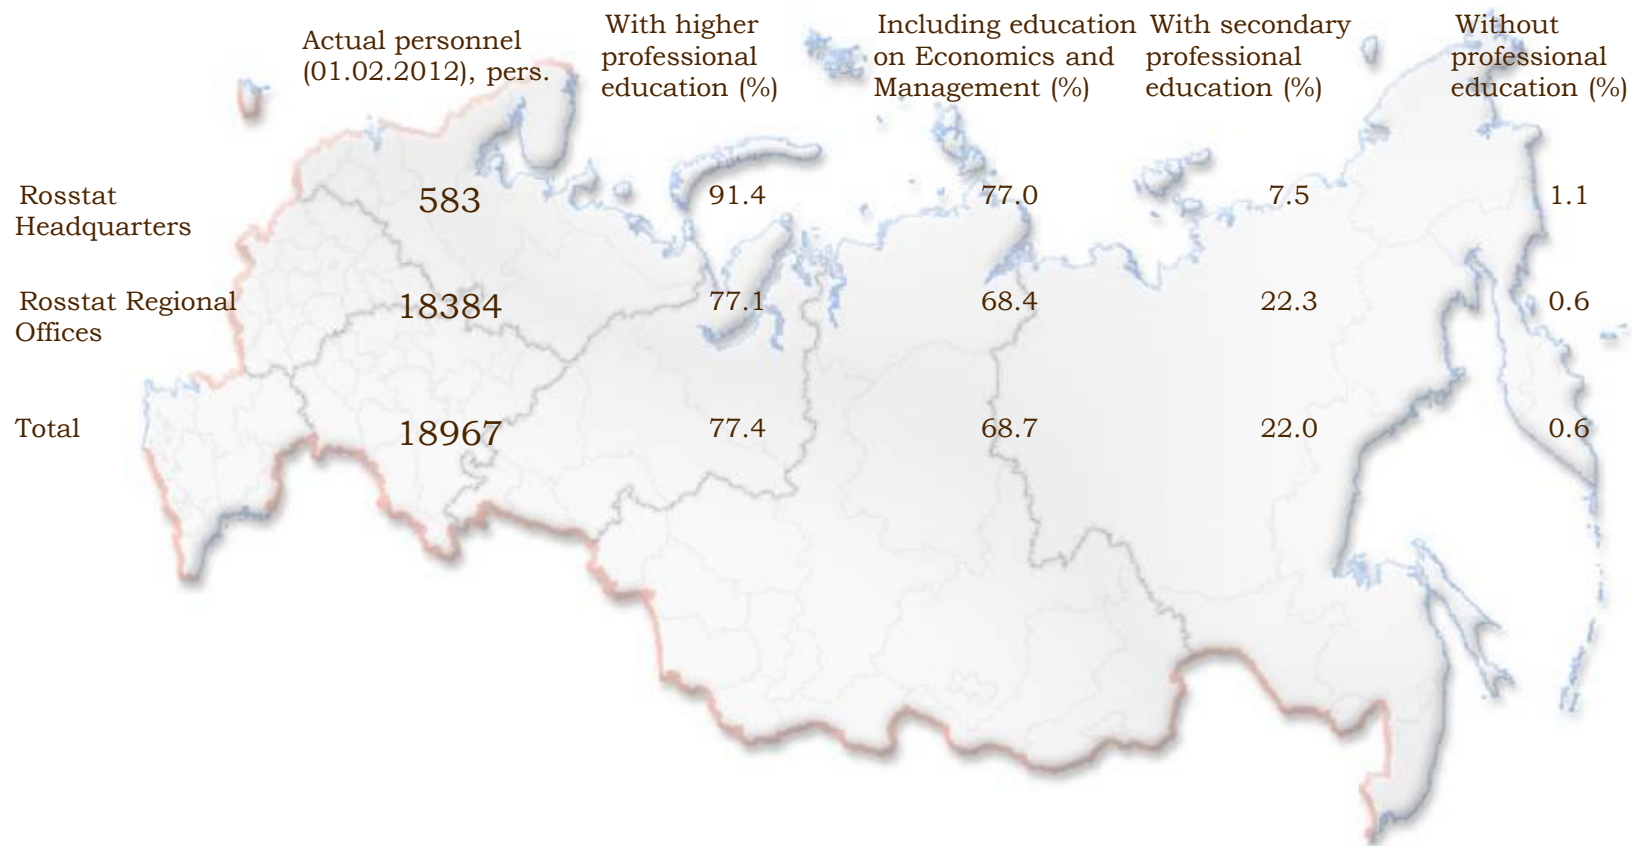 Actual personnel
(01.02.2012), pers.
With higher
professional
education (%)
Including education
on Economics and
Management (%)
With secondary
professional
education (%)
Without
professional
education (%)
Rosstat
Headquarters
583
91.4
77.0
7.5
1.1
Rosstat Regional
Offices
18384
77.1
68.4
22.3
0.6
Total
18967
77.4
68.7
22.0
0.6